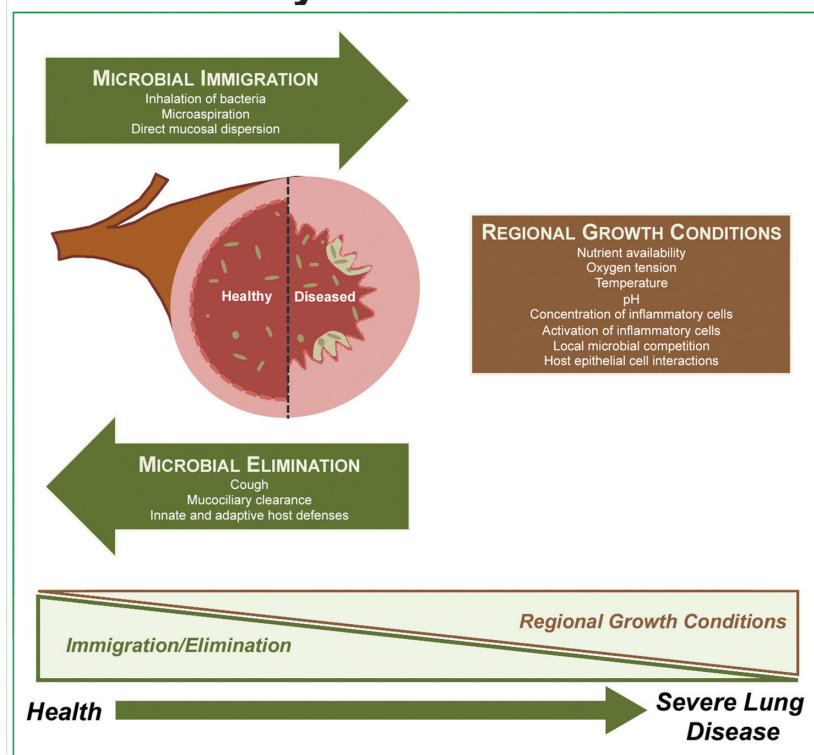 MICROBIAL IMMIGRATION
Inhalation of bacteria
Microaspiration
Direct mucosal dispersion
Healthy
Diseased
REGIONAL GROWTH CONDITIONS
Nutrient availability
Oxygen tension
Temperature
pH
Concentration of inflammatory cells
Activation of inflammatory cells
Local microbial competition
Host epithelial cell interactions
MICROBIAL ELIMINATION
Cough
Mucociliary clearance
Innate and adaptive host defenses
Regional Growth Conditions
Immigration/Elimination
Health
Severe Lung
Disease